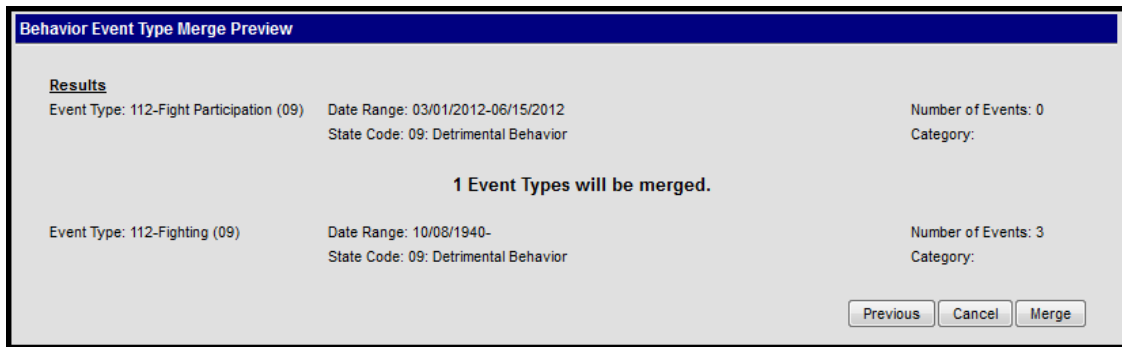 Behavior Event Type Merge Preview
Results
Event Type: 112-Fight Participation (09) Date Range: 03/01/2012-06/15/2012 Number of Events: 0
State Code: 09: Detrimental Behavior Category:
1 Event Types will be merged.
Event Type: 112-Fighting (09) Date Range: 10/08/1940- Number of Events: 3
State Code: 09: Detrimental Behavior Category:
Previous Cancel Merge